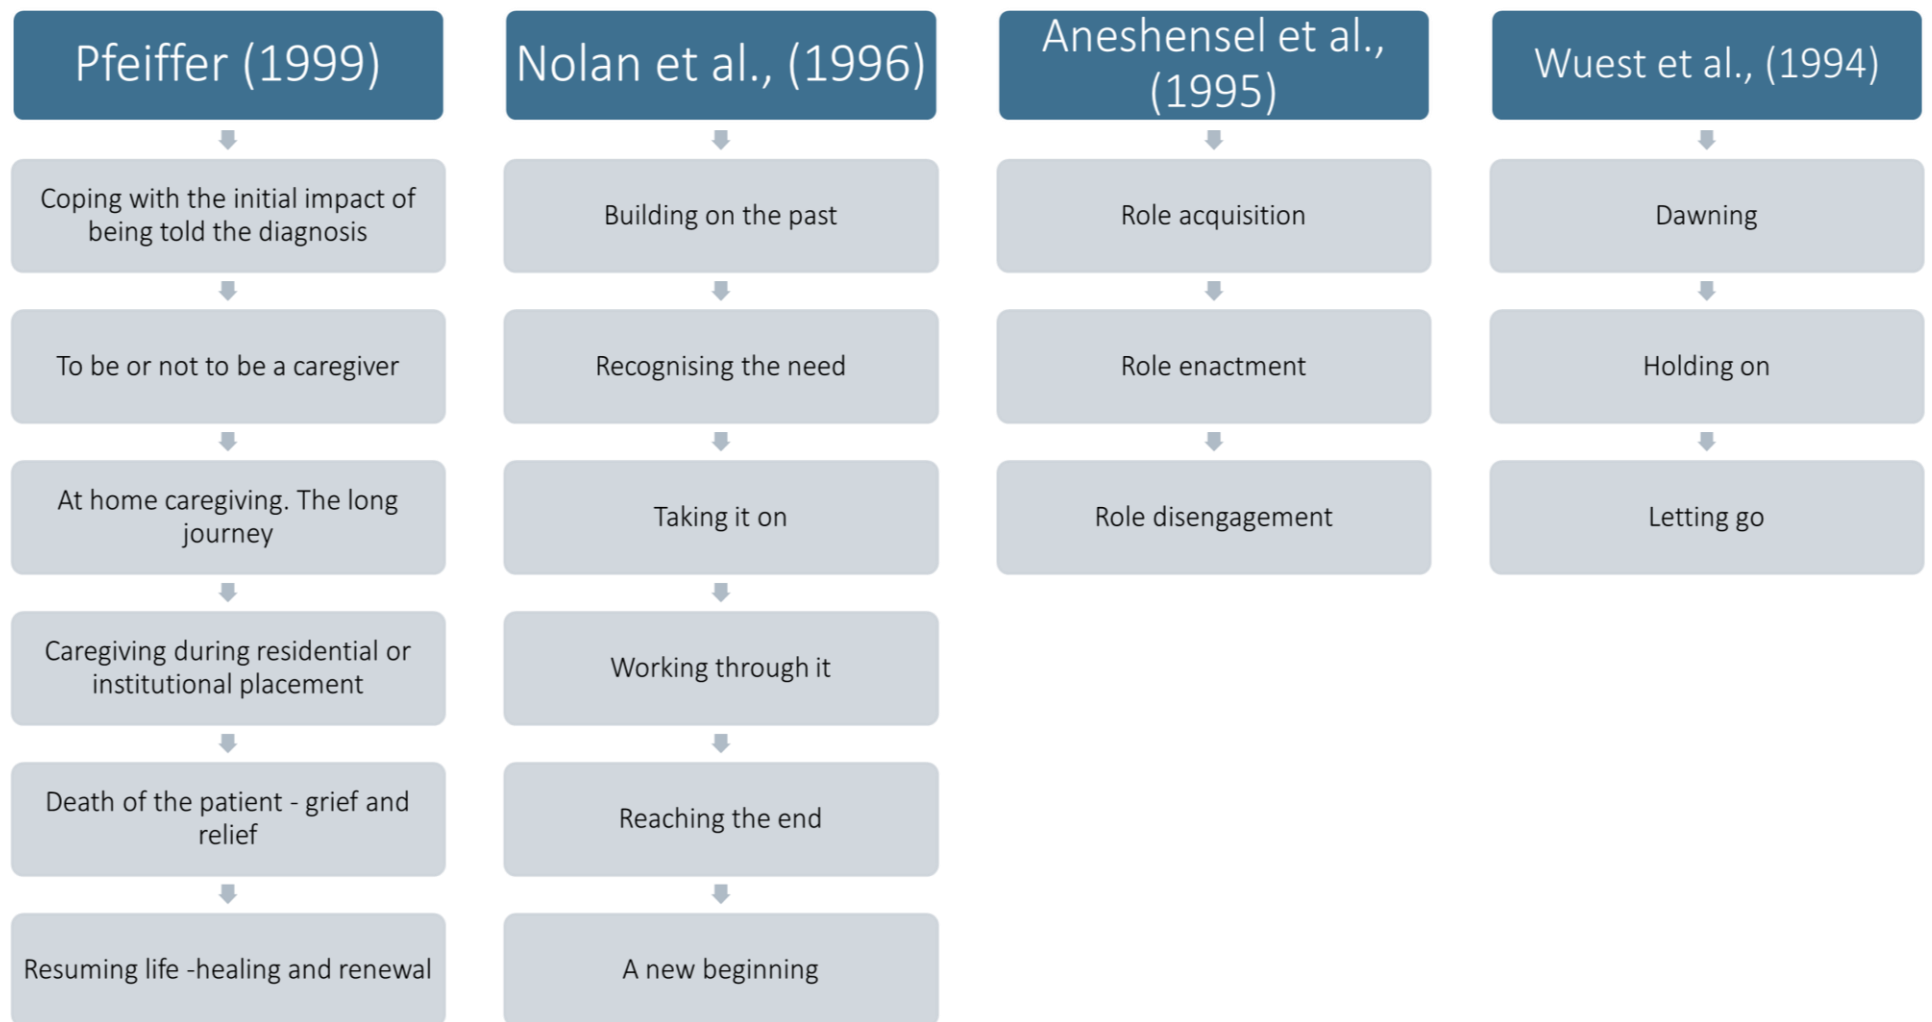 Pfeiffer (1999)
Coping with the initial impact of
being told the diagnosis
To be or not to be a caregiver
At home caregiving. The long
journey
Caregiving during residential or
institutional placement
Death of the patient - grief and
relief
Resuming life -healing and renewal
Nolan et al., (1996)
Building on the past
Recognising the need
Taking it on
Working through it
Reaching the end
A new beginning
Aneshensel et al.,
(1995)
Role acquisition
Role enactment
Role disengagement
Wuest et al., (1994)
Dawning
Holding on
Letting go